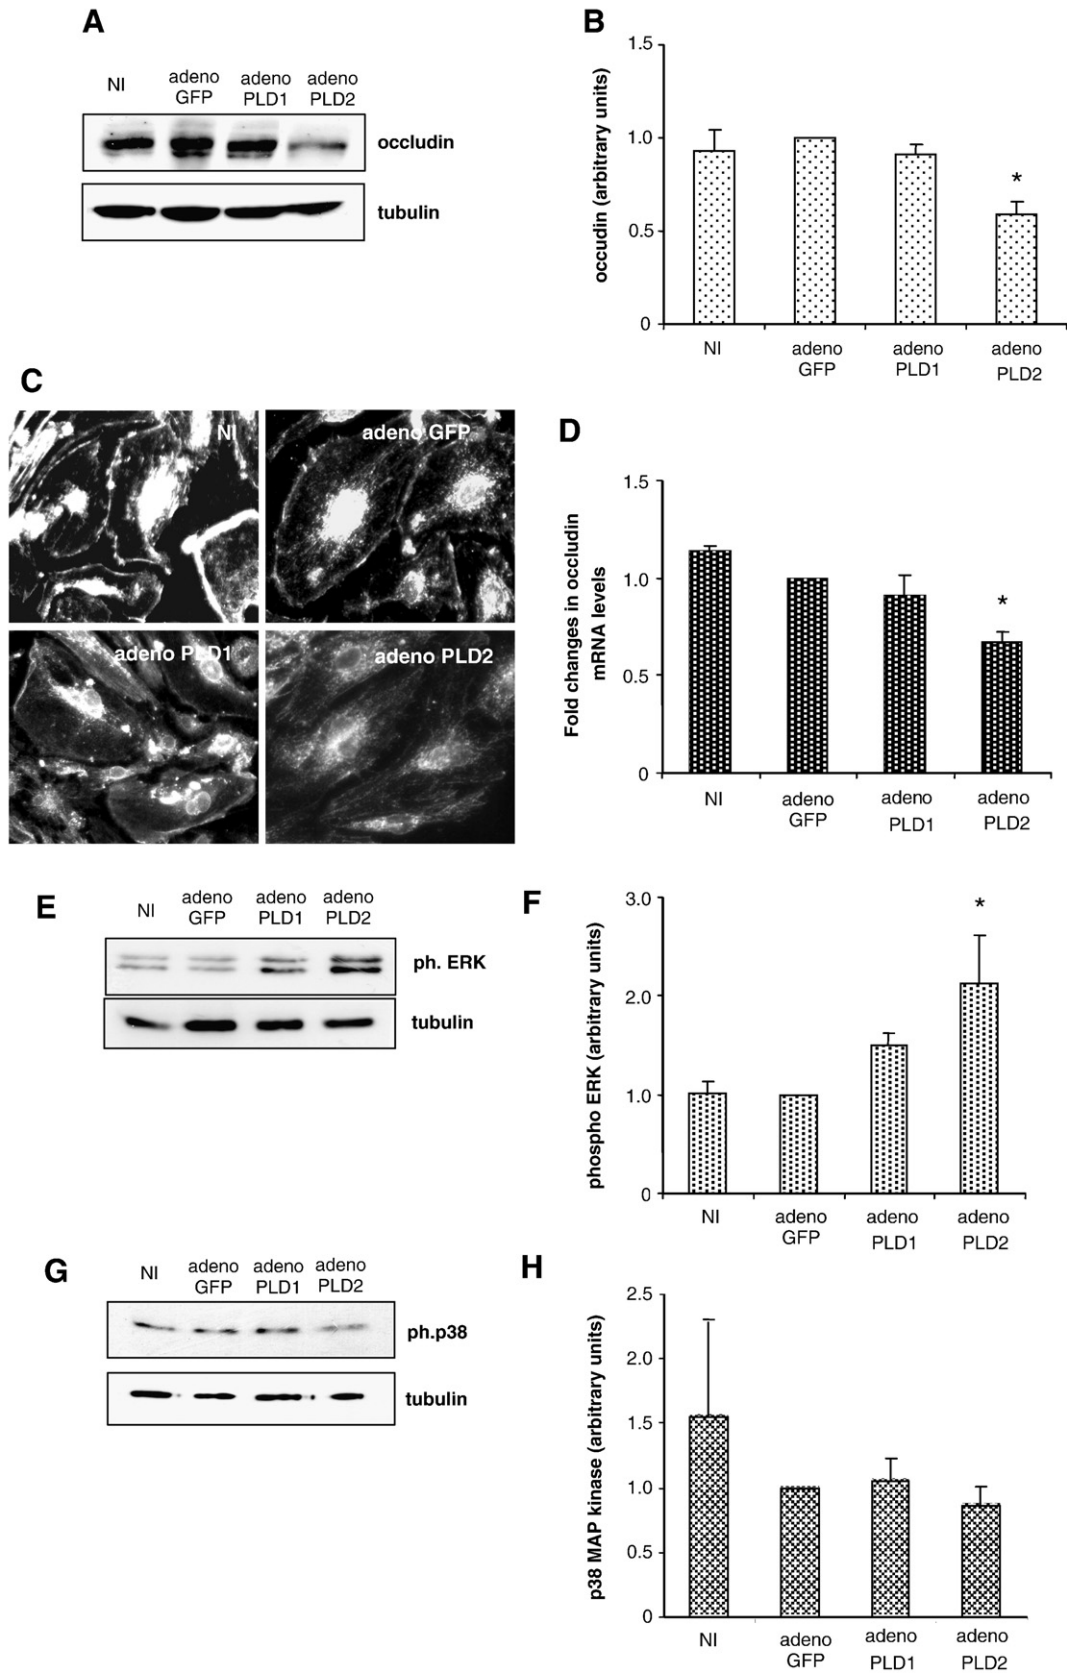 A
NI
adeno
GFP
adeno
PLD1
adeno
PLD2
occludin
tubulin
B
occudin (arbitrary units)
1.5
1.0
0.5
0
*
NI
adeno
GFP
adeno
PLD1
adeno
PLD2
C
NI
adeno GFP
adeno PLD1
adeno PLD2
D
Fold changes in occludin
mRNA levels
1.5
1.0
0.5
0
*
NI
adeno
GFP
adeno
PLD1
adeno
PLD2
E
NI
adeno
GFP
adeno
PLD1
adeno
PLD2
ph. ERK
tubulin
F
phospho ERK (arbitrary units)
3.0
2.0
1.0
0
*
NI
adeno
GFP
adeno
PLD1
adeno
PLD2
G
NI
adeno
GFP
adeno
PLD1
adeno
PLD2
ph.p38
tubulin
H
p38 MAP kinase (arbitrary units)
2.5
2.0
1.5
1.0
0.5
0
NI
adeno
GFP
adeno
PLD1
adeno
PLD2